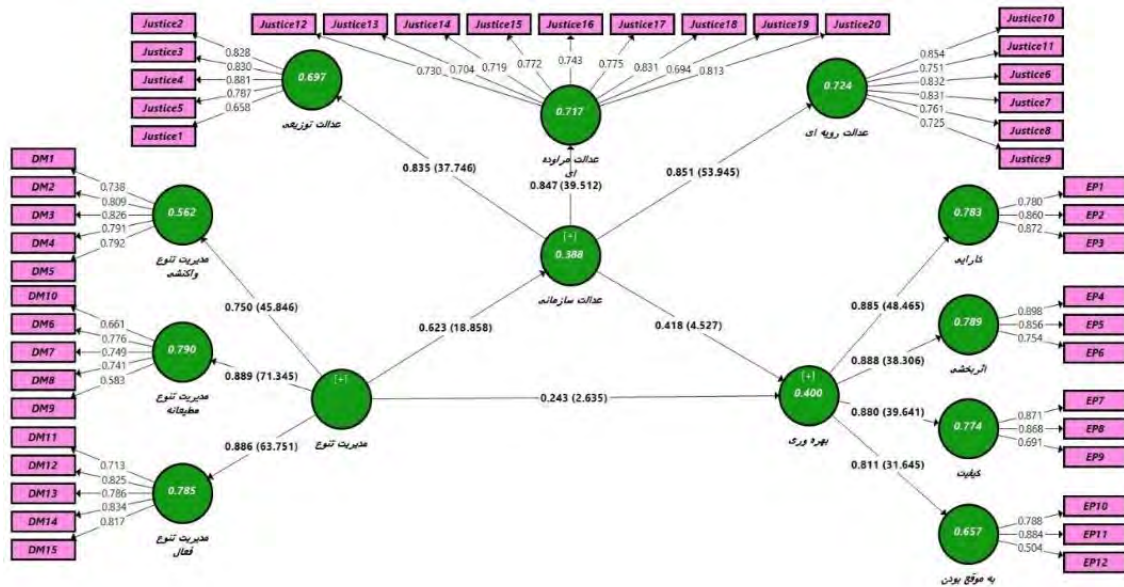 Justice2
Justice3
Justice4
Justice5
Justice1
0.828
0.830
0.881
0.787
0.658
0.697
عدالت توزیعی
Justice12
Justice13
Justice14
Justice15
Justice16
Justice17
Justice18
Justice19
Justice20
0.730
0.704
0.719
0.772
0.743
0.775
0.831
0.694
0.813
0.717
عدالت مراوده
ای
Justice10
Justice11
Justice6
Justice7
Justice8
Justice9
0.854
0.751
0.832
0.831
0.761
0.725
0.724
عدالت رویه ای
0.835 (37.746)
0.847 (39.512)
0.851 (53.945)
DM1
DM2
DM3
DM4
DM5
0.738
0.809
0.826
0.791
0.792
0.562
مدیریت تنوع
واکنشی
DM10
DM6
DM7
DM8
DM9
0.661
0.776
0.749
0.741
0.583
0.790
مدیریت تنوع
مطیعانه
DM11
DM12
DM13
DM14
DM15
0.713
0.825
0.786
0.834
0.817
0.785
مدیریت تنوع
فعال
0.750 (45.846)
0.889 (71.345)
0.886 (63.751)
[+]
مدیریت تنوع
0.623 (18.858)
[+]
0.388
عدالت سازمانی
0.418 (4.527)
0.243 (2.635)
[+]
0.400
بهره وری
0.885 (48.465)
0.888 (38.306)
0.880 (39.641)
0.811 (31.645)
0.783
کارایی
0.780
0.860
0.872
EP1
EP2
EP3
0.789
اثربخشی
0.898
0.856
0.754
EP4
EP5
EP6
0.774
کیفیت
0.871
0.868
0.691
EP7
EP8
EP9
0.657
به موقع بودن
0.788
0.884
0.504
EP10
EP11
EP12